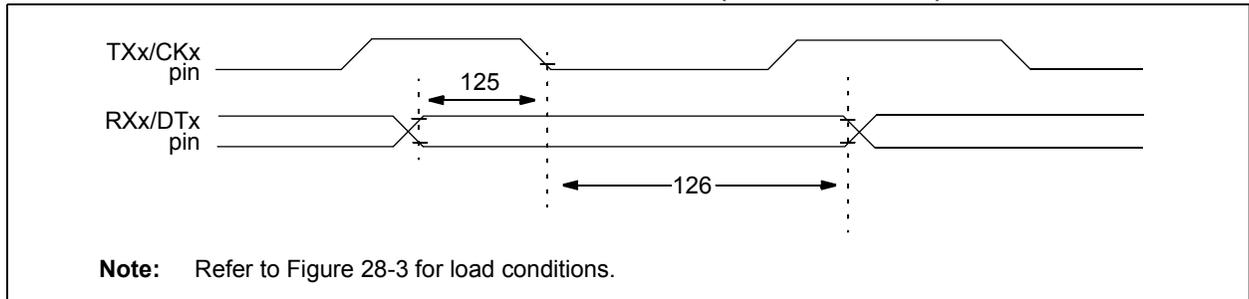 TXx/CKx
pin
125
RXx/DTx
pin
126
Note: Refer to Figure 28-3 for load conditions.